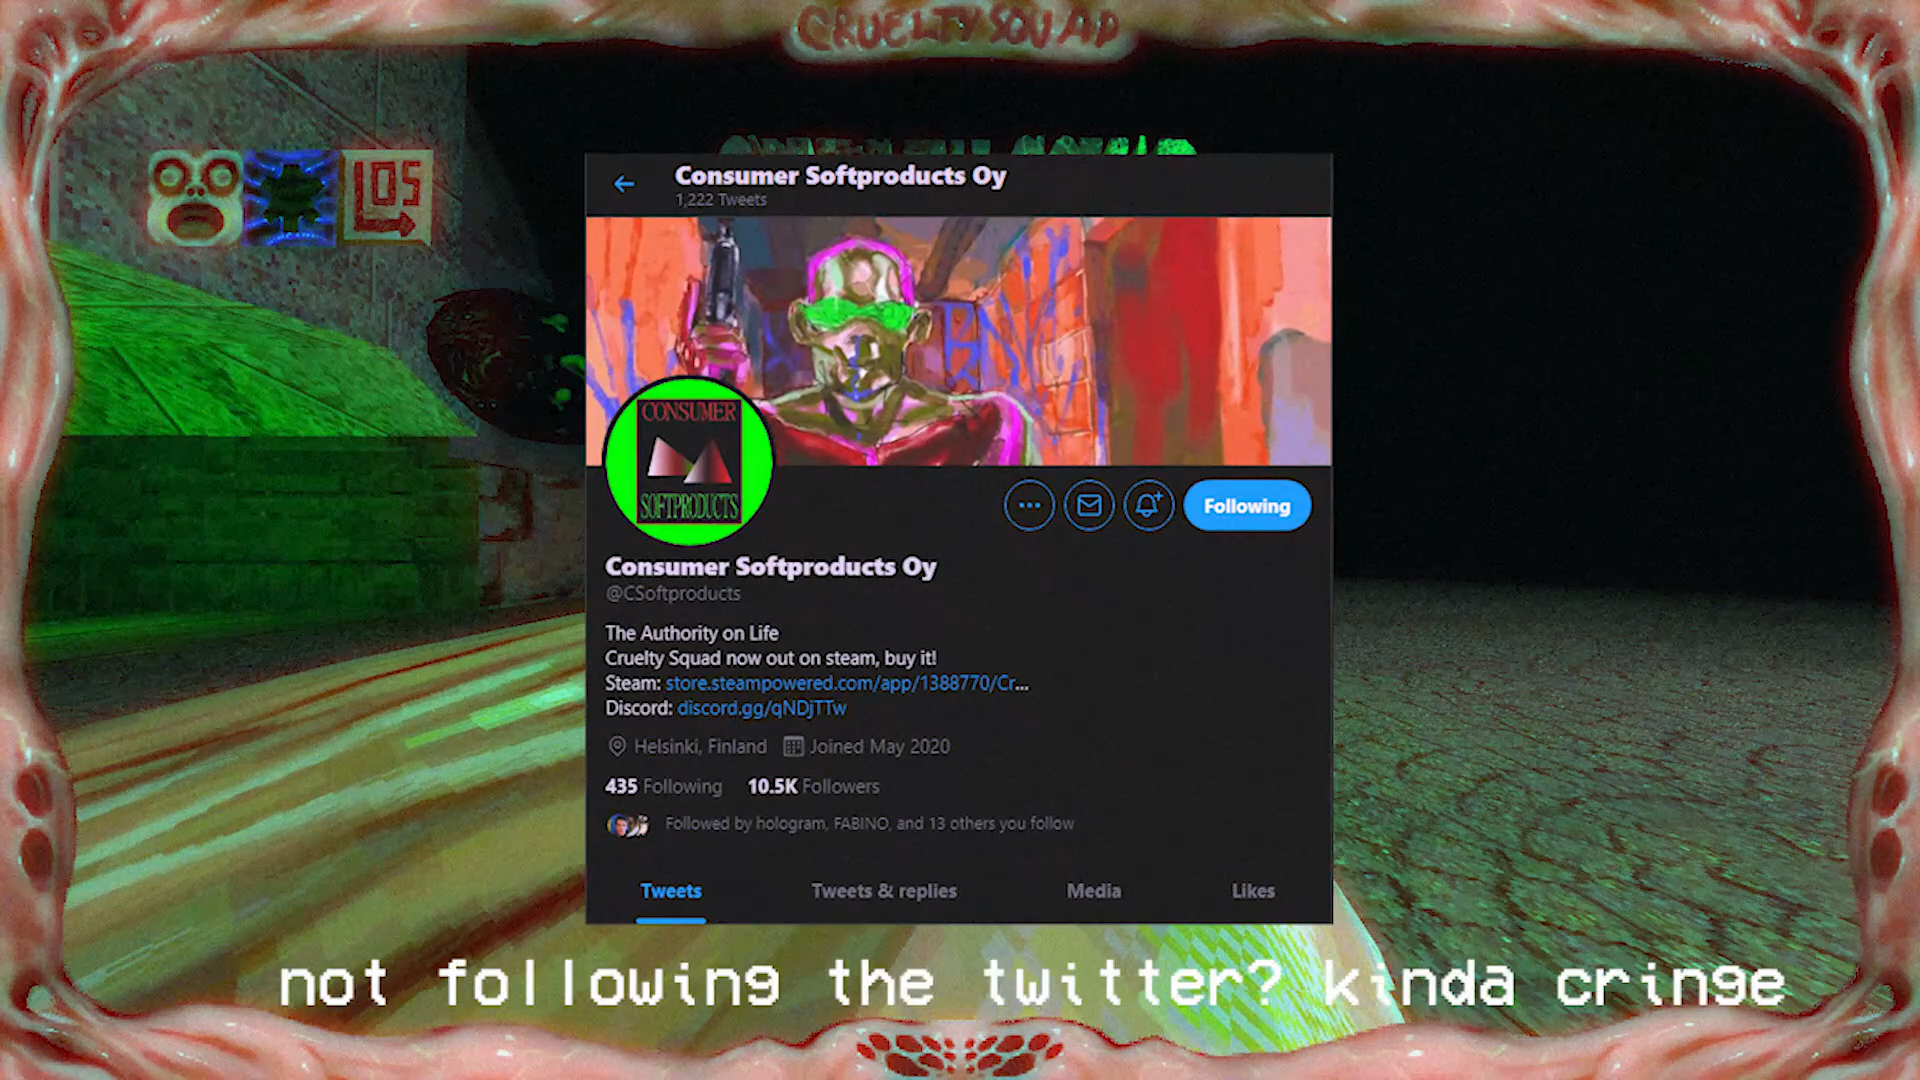 CRUELTY SQUAD
LOS
Consumer Softproducts Oy
1,222 Tweets
CONSUMER
SOFTPRODUCTS
Following
Consumer Softproducts Oy
@CSoftproducts
The Authority on Life
Cruelty Squad now out on steam, buy it!
Steam: store.steampowered.com/app/1388770/Cr...
Discord: discord.gg/qNDjTTw
Helsinki, Finland Joined May 2020
435 Following 10.5K Followers
Followed by hologram, FABINO, and 13 others you follow
Tweets Tweets & replies Media Likes
not following the twitter? kinda cringe